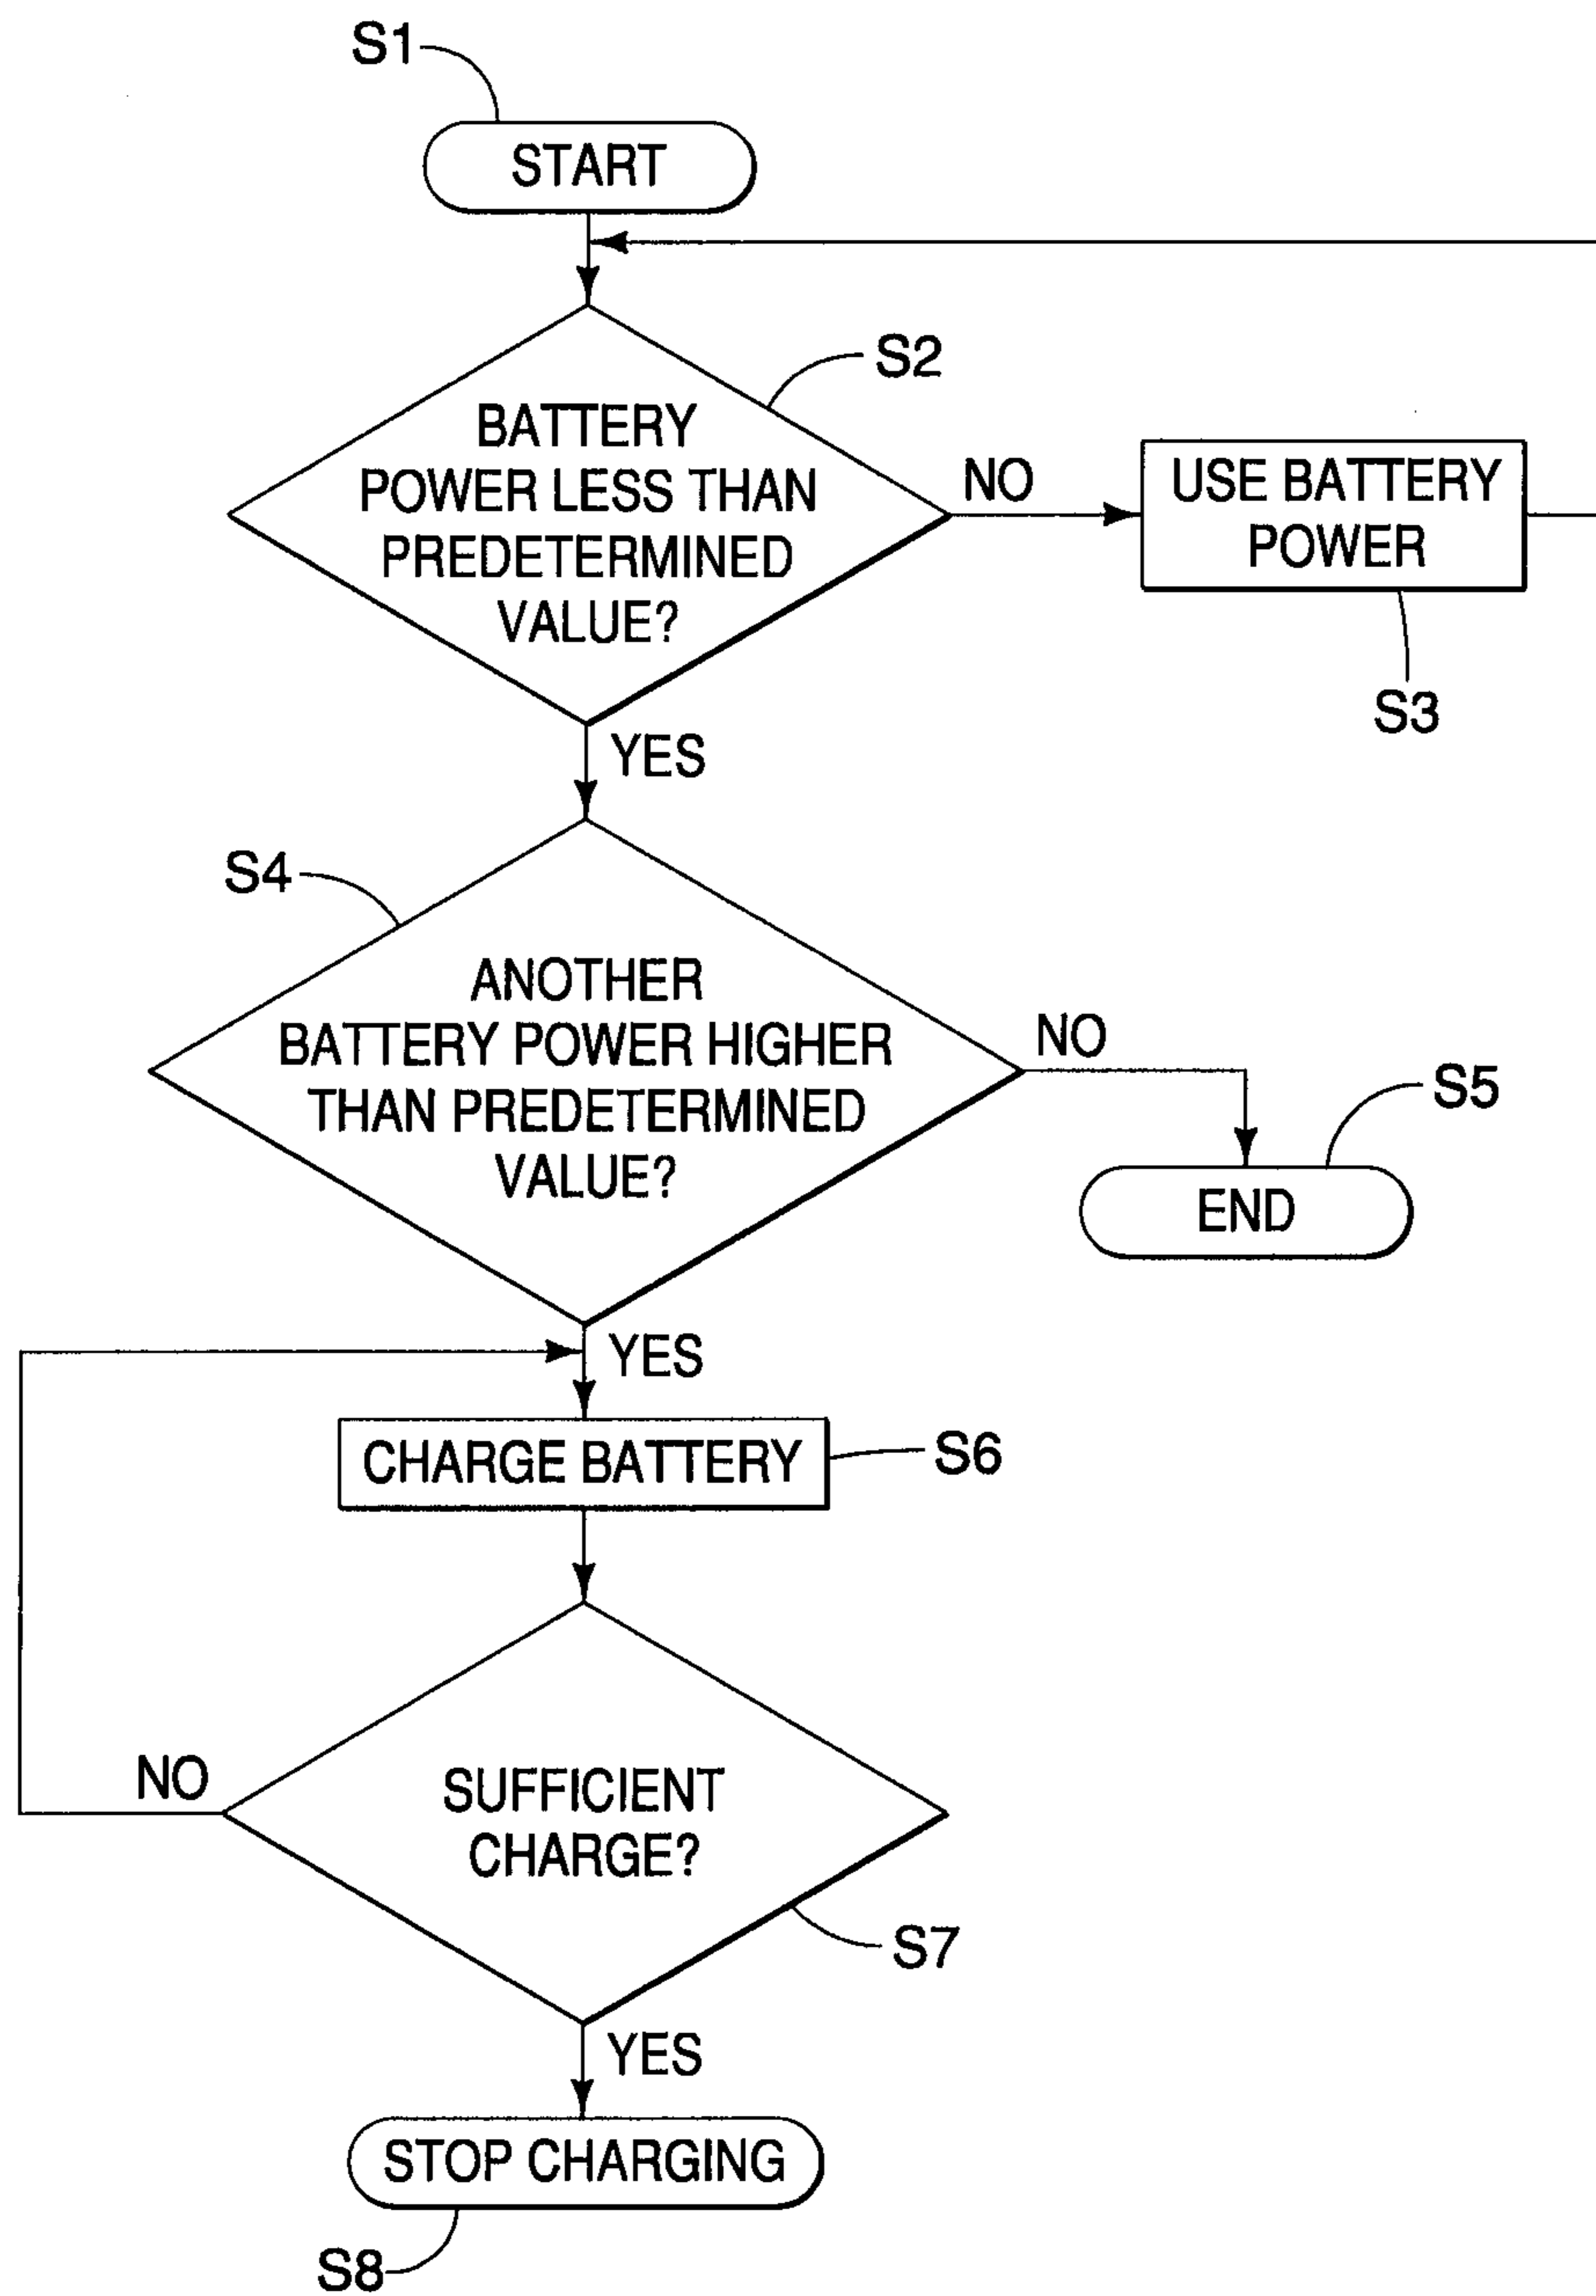 S1
START
S2
BATTERY
POWER LESS THAN
PREDETERMINED
VALUE?
NO
USE BATTERY
POWER
S3
YES
S4
ANOTHER
BATTERY POWER HIGHER
THAN PREDETERMINED
VALUE?
NO
S5
END
YES
CHARGE BATTERY
S6
NO
SUFFICIENT
CHARGE?
S7
YES
STOP CHARGING
S8